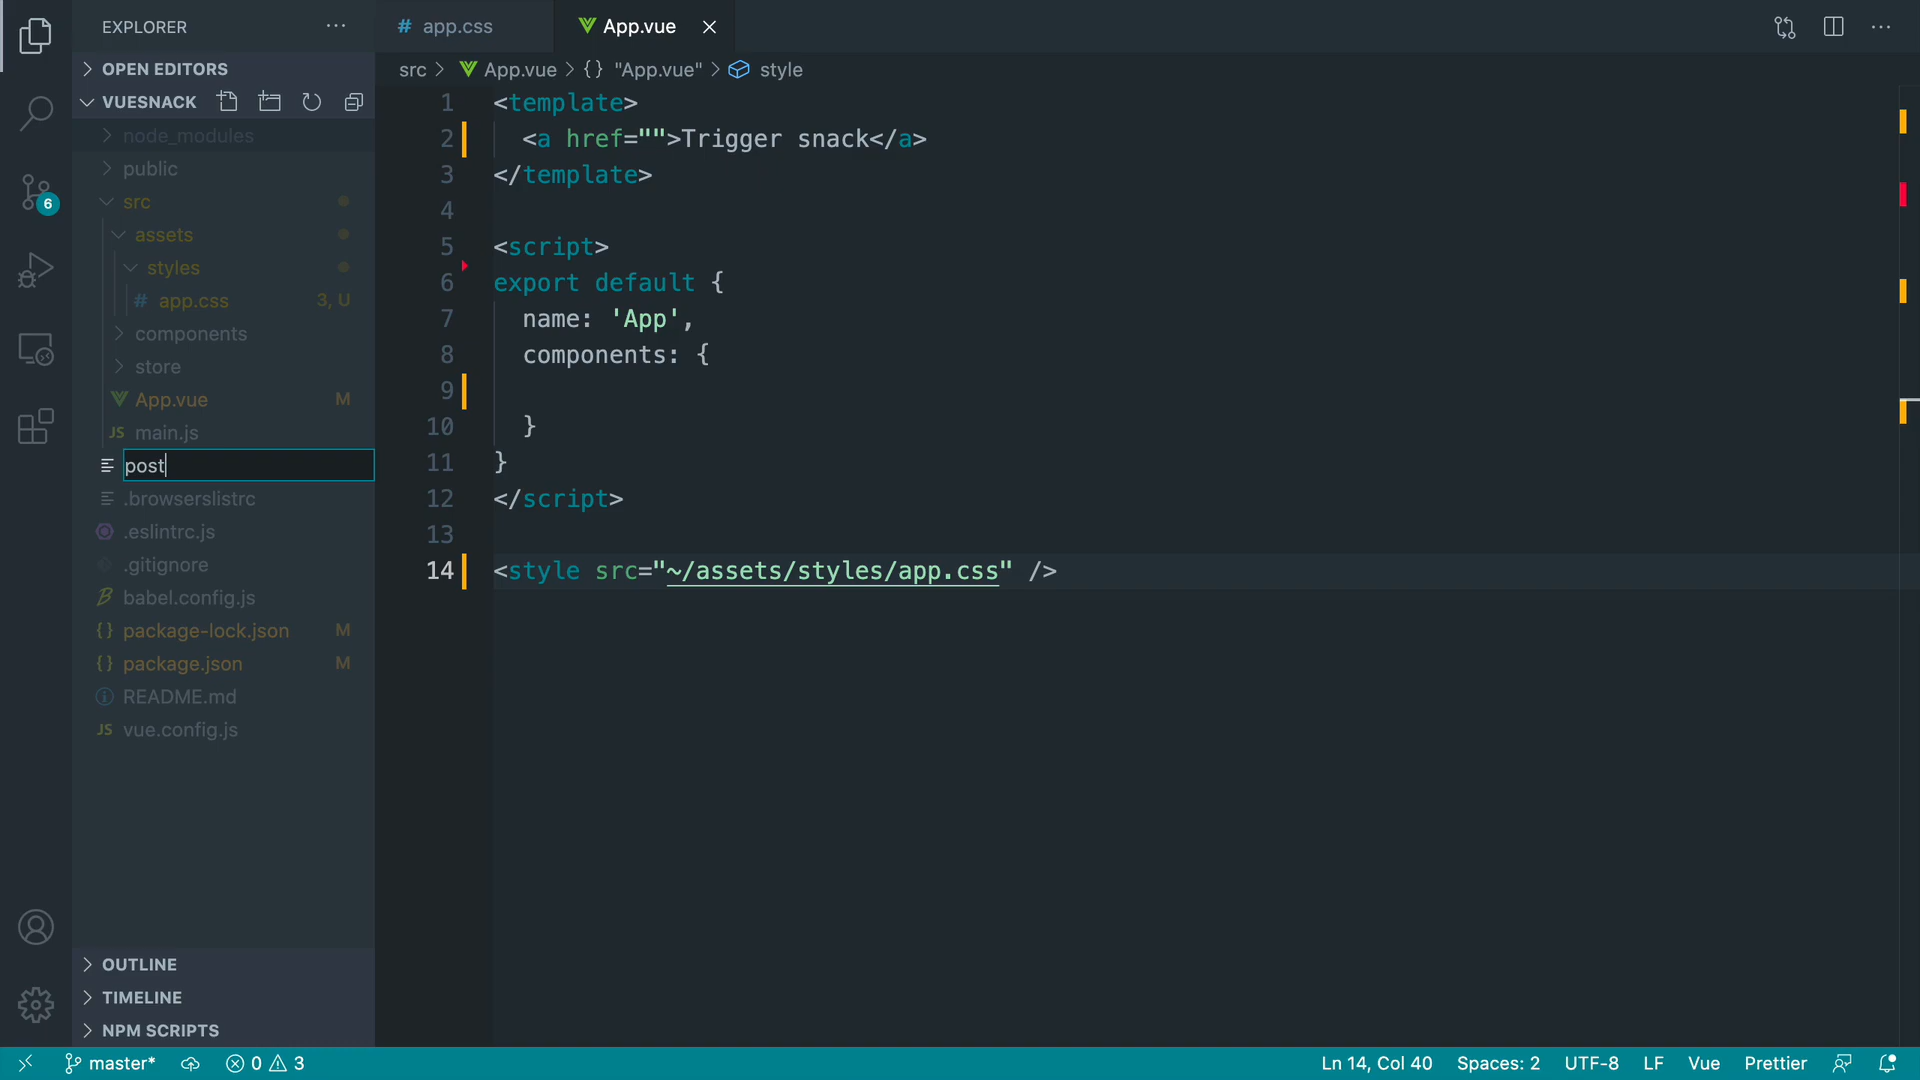 EXPLORER
OPEN EDITORS
VUESNACK
node_modules
public
src
assets
styles
# app.css 3, U
components
store
App.vue M
JS main.js
post
.browserslistrc
.eslintrc.js
.gitignore
babel.config.js
{} package-lock.json M
{} package.json M
README.md
JS vue.config.js
OUTLINE
TIMELINE
NPM SCRIPTS
6
# app.css
App.vue
src > App.vue > {} "App.vue" > style
1 <template>
2 <a href="">Trigger snack</a>
3 </template>
4
5 <script>
6 export default {
7 name: 'App',
8 components: {
9
10 }
11 }
12 </script>
13
14 <style src="~/assets/styles/app.css" />
master* 0 3
Ln 14, Col 40 Spaces: 2 UTF-8 LF Vue Prettier